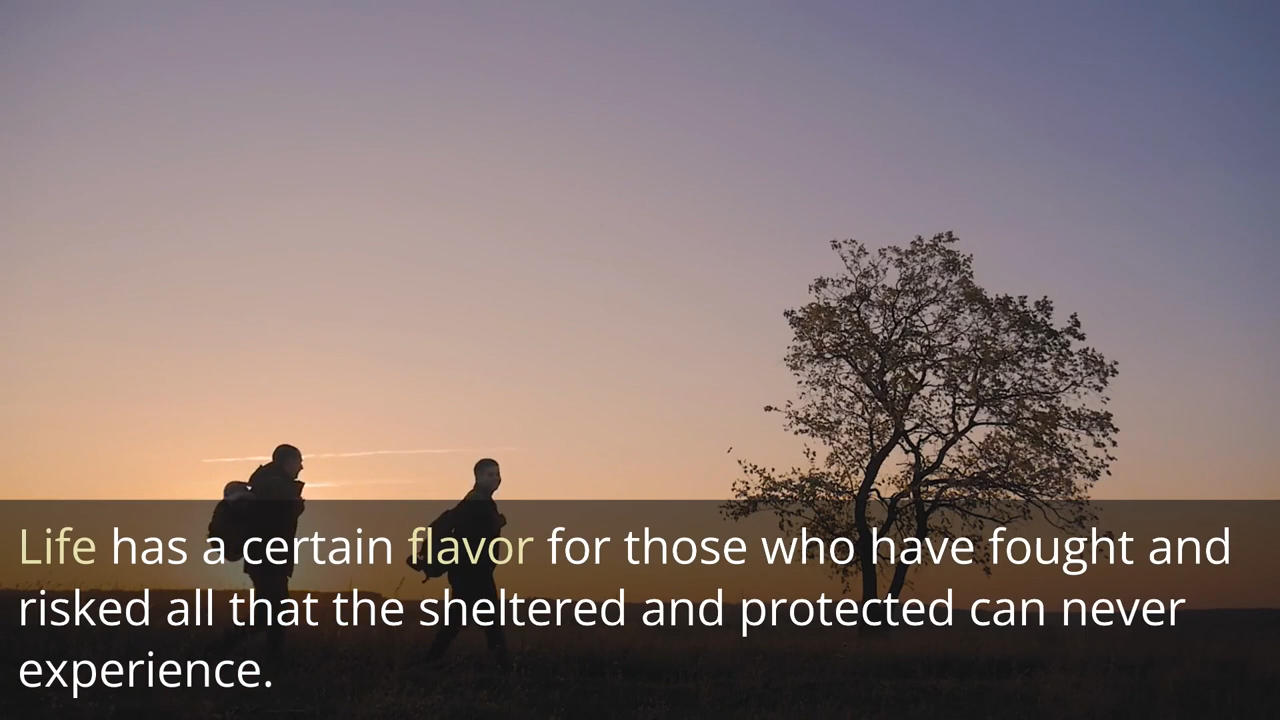 Life has a certain flavor for those who have fought and
risked all that the sheltered and protected can never
experience.